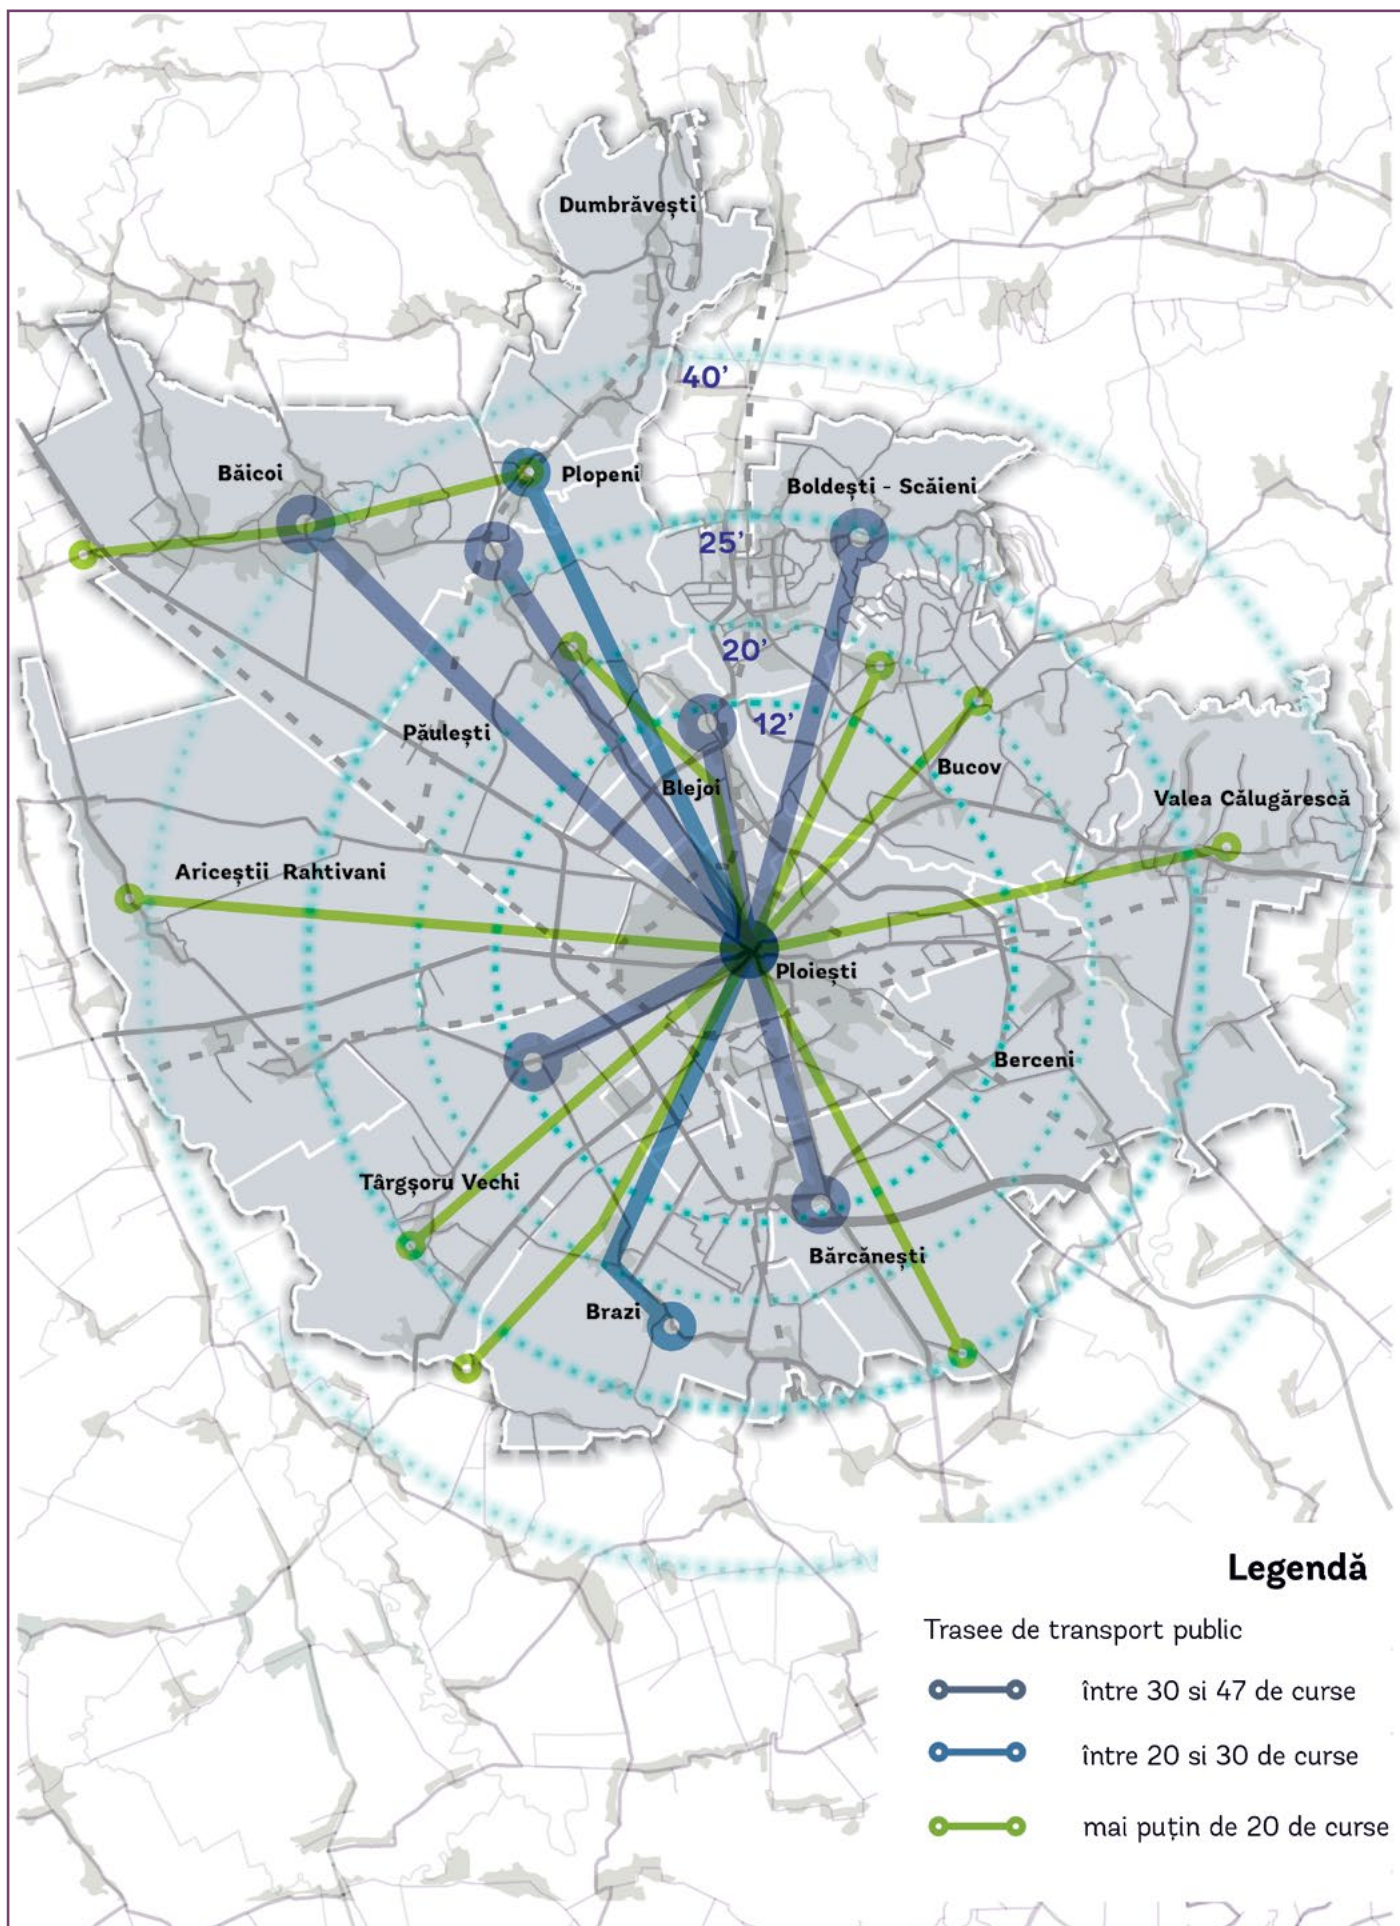 Dumbrăvești
40’
Băicoi
Plopeni
Boldești - Scăieni
25’
20’
12’
Păulești
Bucov
Blejoi
Valea Călugărescă
Ariceștii Rahtivani
Ploiești
Berceni
Târgșoru Vechi
Bărcănești
Brazi
Legendă
Trasee de transport public
între 30 si 47 de curse
între 20 si 30 de curse
mai puțin de 20 de curse